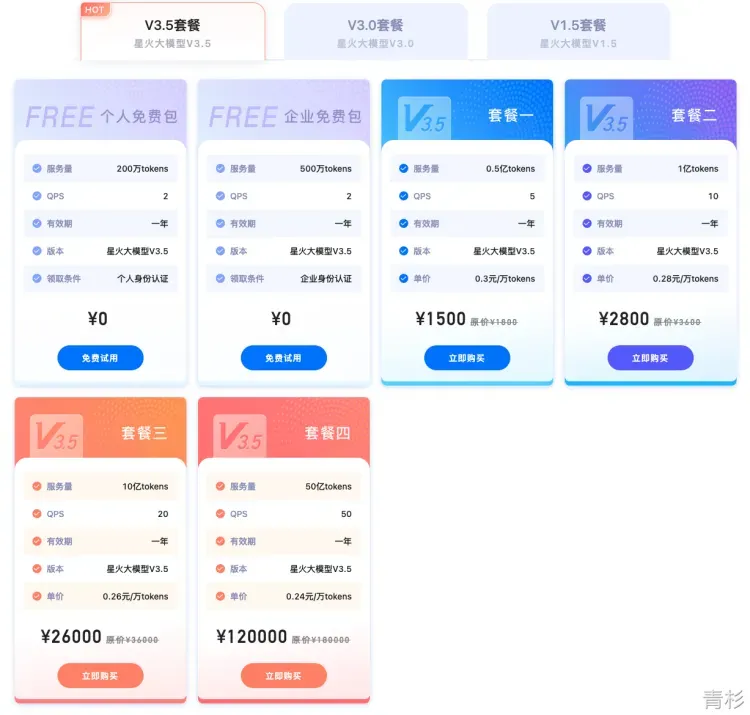 HOT
V3.5套餐
星火大模型V3.5
V3.0套餐
星火大模型V3.0
V1.5套餐
星火大模型V1.5
FREE 个人免费包
服务量 200万tokens
QPS 2
有效期 一年
版本 星火大模型V3.5
领取条件 个人身份认证
¥0
免费试用
FREE 企业免费包
服务量 500万tokens
QPS 2
有效期 一年
版本 星火大模型V3.5
领取条件 企业身份认证
¥0
免费试用
V3.5 套餐一
服务量 0.5亿tokens
QPS 5
有效期 一年
版本 星火大模型V3.5
单价 0.3元/万tokens
¥1500 原价¥1800
立即购买
V3.5 套餐二
服务量 1亿tokens
QPS 10
有效期 一年
版本 星火大模型V3.5
单价 0.28元/万tokens
¥2800 原价¥3600
立即购买
V3.5 套餐三
服务量 10亿tokens
QPS 20
有效期 一年
版本 星火大模型V3.5
单价 0.26元/万tokens
¥26000 原价¥36000
立即购买
V3.5 套餐四
服务量 50亿tokens
QPS 50
有效期 一年
版本 星火大模型V3.5
单价 0.24元/万tokens
¥120000 原价¥180000
立即购买
青杉